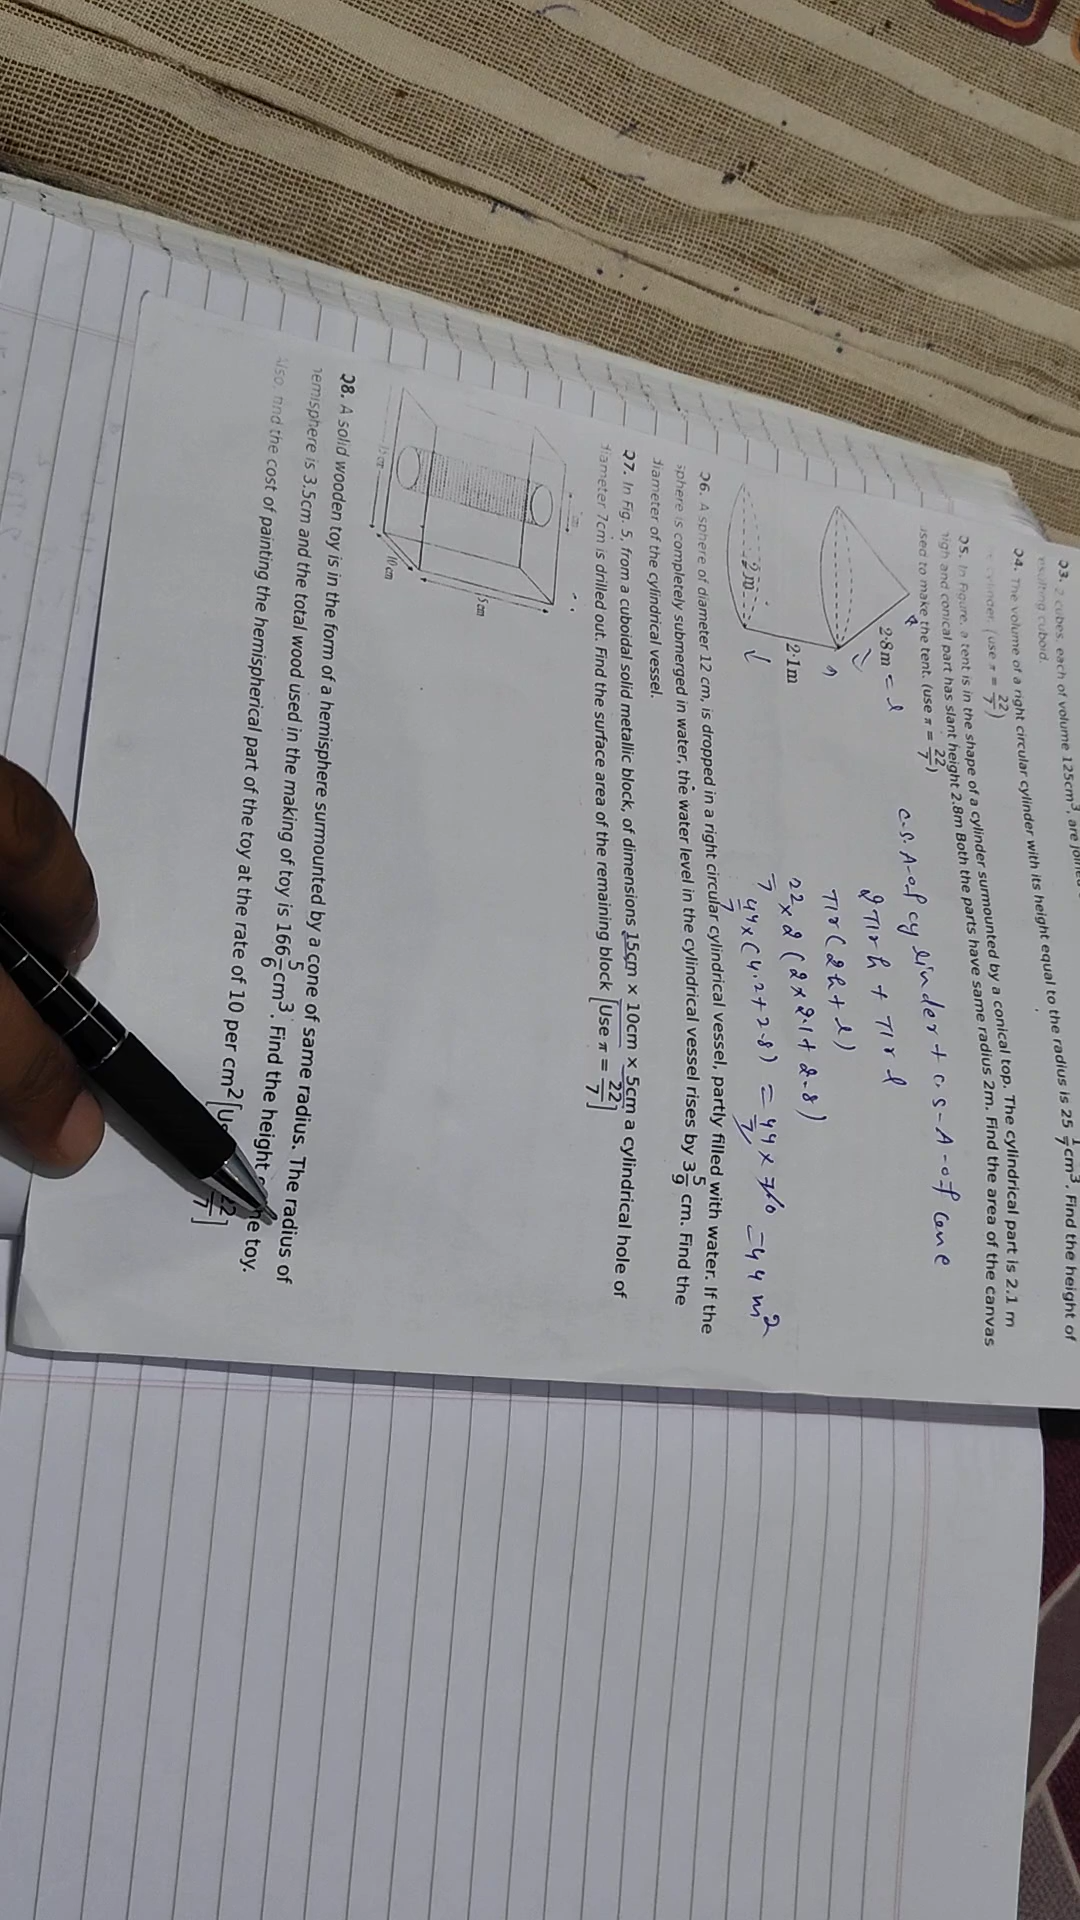 Q3. 2 cubes, each of volume 125cm³, are
resulting cuboid.
Q4. The volume of a right circular cylinder with its height equal to the radius is 25 1/7 cm³. Find the height of
cylinder. (use π = 22/7)
Q5. In Figure, a tent is in the shape of a cylinder surmounted by a conical top. The cylindrical part is 2.1 m
high and conical part has slant height 2.8m Both the parts have same radius 2m. Find the area of the canvas
used to make the tent. (use π = 22/7)
2·8m = l
2·1m
2 m
C.S.A-of cylinder + C.S-A-of cone
2πrh + πrl
πr(2h+l)
22/7 × 2 (2×2.1+2.8)
44/7 × (4.2+2.8) = 44/7 × 7.0 = 44 m²
Q6. A sphere of diameter 12 cm, is dropped in a right circular cylindrical vessel, partly filled with water. If the
sphere is completely submerged in water, the water level in the cylindrical vessel rises by 3 5/9 cm. Find the
diameter of the cylindrical vessel.
Q7. In Fig. 5, from a cuboidal solid metallic block, of dimensions 15cm × 10cm × 5cm a cylindrical hole of
diameter 7cm is drilled out. Find the surface area of the remaining block [Use π = 22/7]
5 cm
10 cm
15 cm
Q8. A solid wooden toy is in the form of a hemisphere surmounted by a cone of same radius. The radius of
hemisphere is 3.5cm and the total wood used in the making of toy is 166 5/6 cm³. Find the height he toy.
Also, find the cost of painting the hemispherical part of the toy at the rate of 10 per cm² [U 22/7]